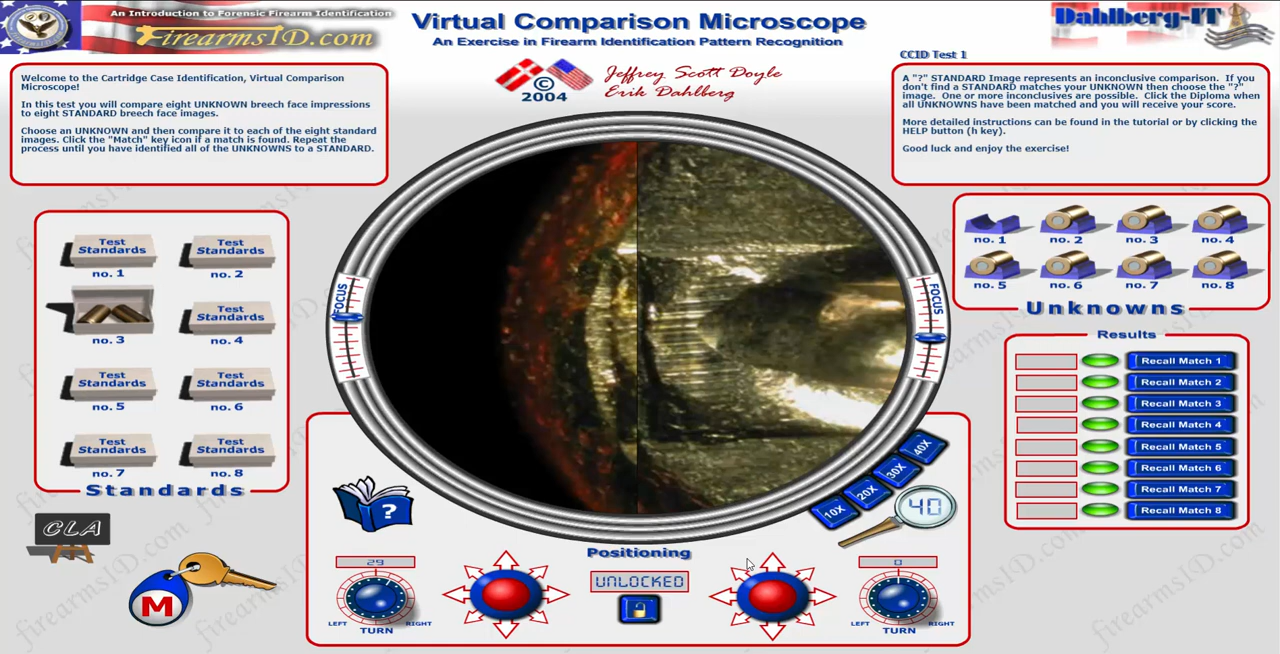 An Introduction to Forensic Firearm Identification
FirearmsID.com
Virtual Comparison Microscope
An Exercise in Firearm Identification Pattern Recognition
Dahlberg-IT
CCID Test 1
Welcome to the Cartridge Case Identification, Virtual Comparison
Microscope!
In this test you will compare eight UNKNOWN breech face impressions
to eight STANDARD breech face images.
Choose an UNKNOWN and then compare it to each of the eight standard
images. Click the "Match" key icon if a match is found. Repeat the
process until you have identified all of the UNKNOWNS to a STANDARD.
© 2004
Jeffrey Scott Doyle
Erik Dahlberg
A "?" STANDARD Image represents an inconclusive comparison. If you
don't find a STANDARD matches your UNKNOWN then choose the "?"
image. One or more inconclusives are possible. Click the Diploma when
all UNKNOWNS have been matched and you will receive your score.
More detailed instructions can be found in the tutorial or by clicking the
HELP button (h key).
Good luck and enjoy the exercise!
Test Standards
no. 1
Test Standards
no. 2
no. 3
Test Standards
no. 4
Test Standards
no. 5
Test Standards
no. 6
Test Standards
no. 7
Test Standards
no. 8
Standards
CLA
M
FOCUS
FOCUS
no. 1
no. 2
no. 3
no. 4
no. 5
no. 6
no. 7
no. 8
Unknowns
Results
Recall Match 1
Recall Match 2
Recall Match 3
Recall Match 4
Recall Match 5
Recall Match 6
Recall Match 7
Recall Match 8
?
10X
20X
30X
40X
40
Positioning
UNLOCKED
29
LEFT
RIGHT
TURN
0
LEFT
RIGHT
TURN
firearmsID.com